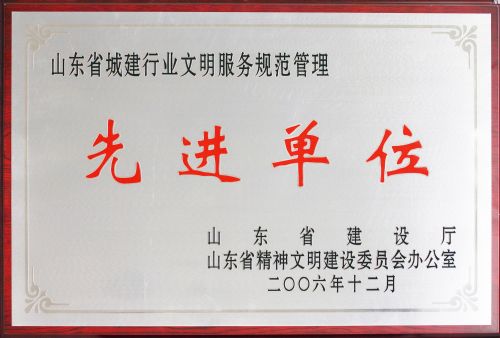 山东省城建行业文明服务规范管理
先进单位
山东省建设厅
山东省精神文明建设委员会办公室
二〇〇六年十二月